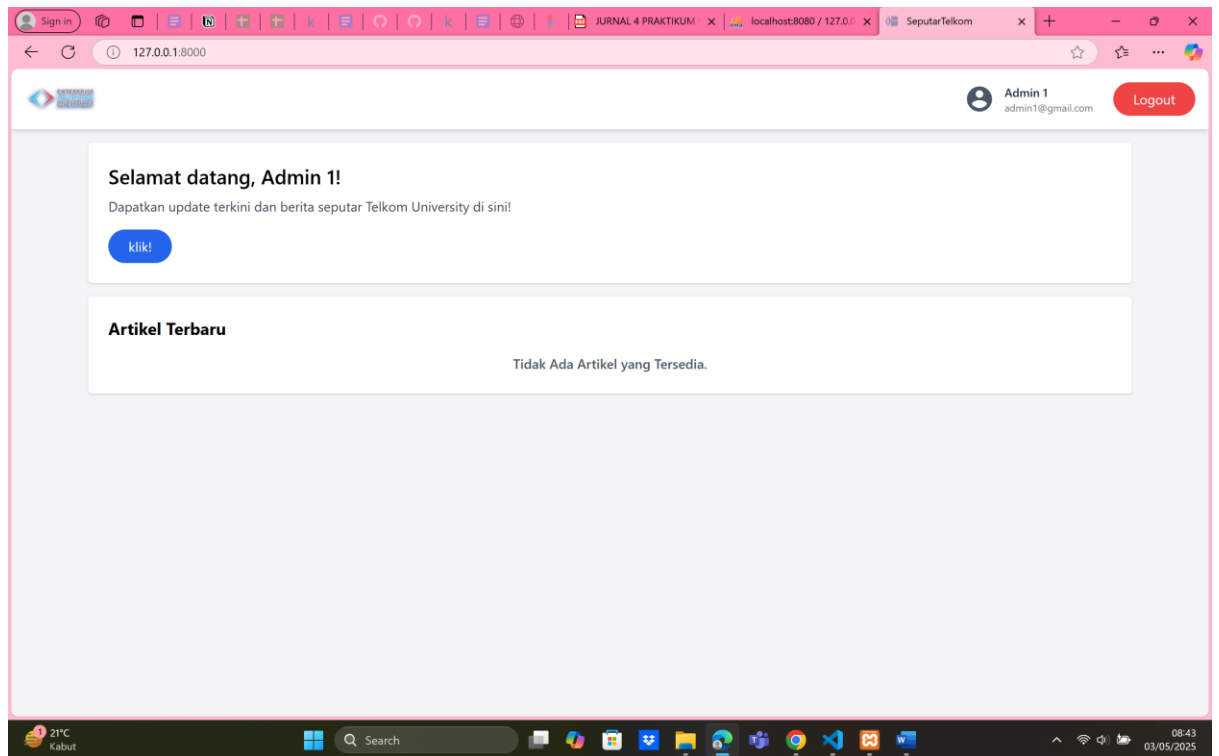 Sign in
JURNAL 4 PRAKTIKUM
localhost:8080 / 127.0.0
SeputarTelkom
127.0.0.1:8000
Admin 1
admin1@gmail.com
Logout
Selamat datang, Admin 1!
Dapatkan update terkini dan berita seputar Telkom University di sini!
klik!
Artikel Terbaru
Tidak Ada Artikel yang Tersedia.
1
21°C
Kabut
Search
08:43
03/05/2025